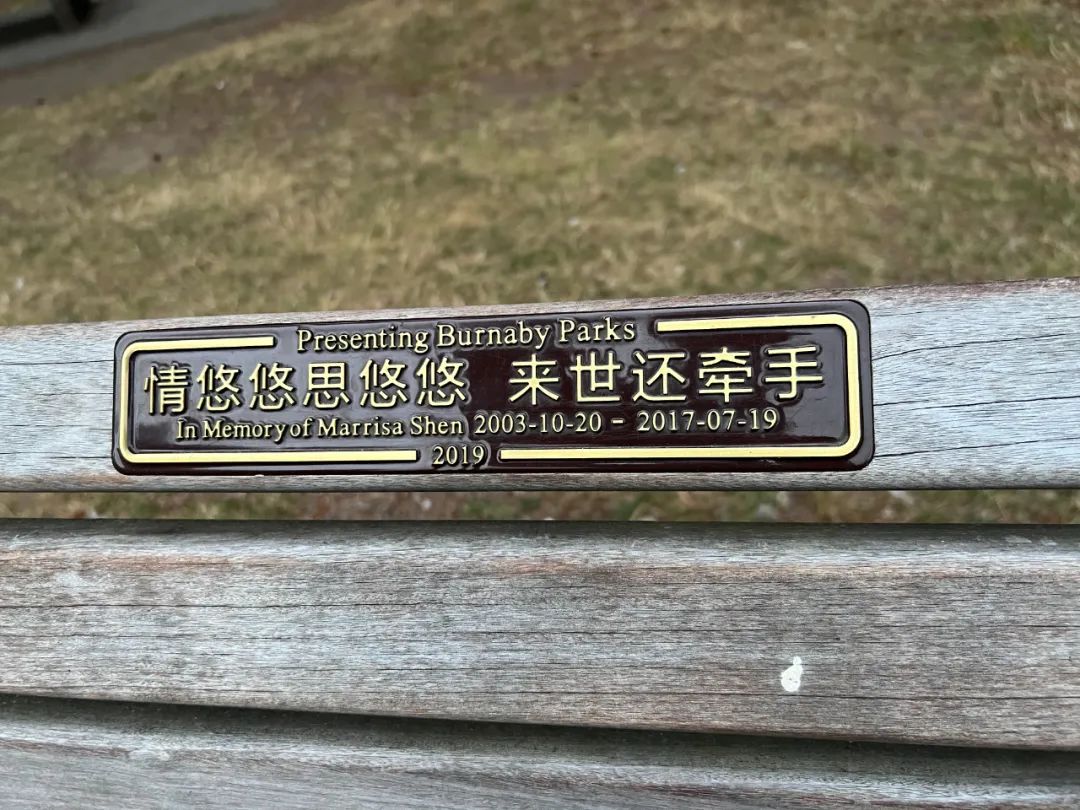 Presenting Burnaby Parks
情悠悠思悠悠 来世还牵手
In Memory of Marrisa Shen 2003-10-20 - 2017-07-19
2019